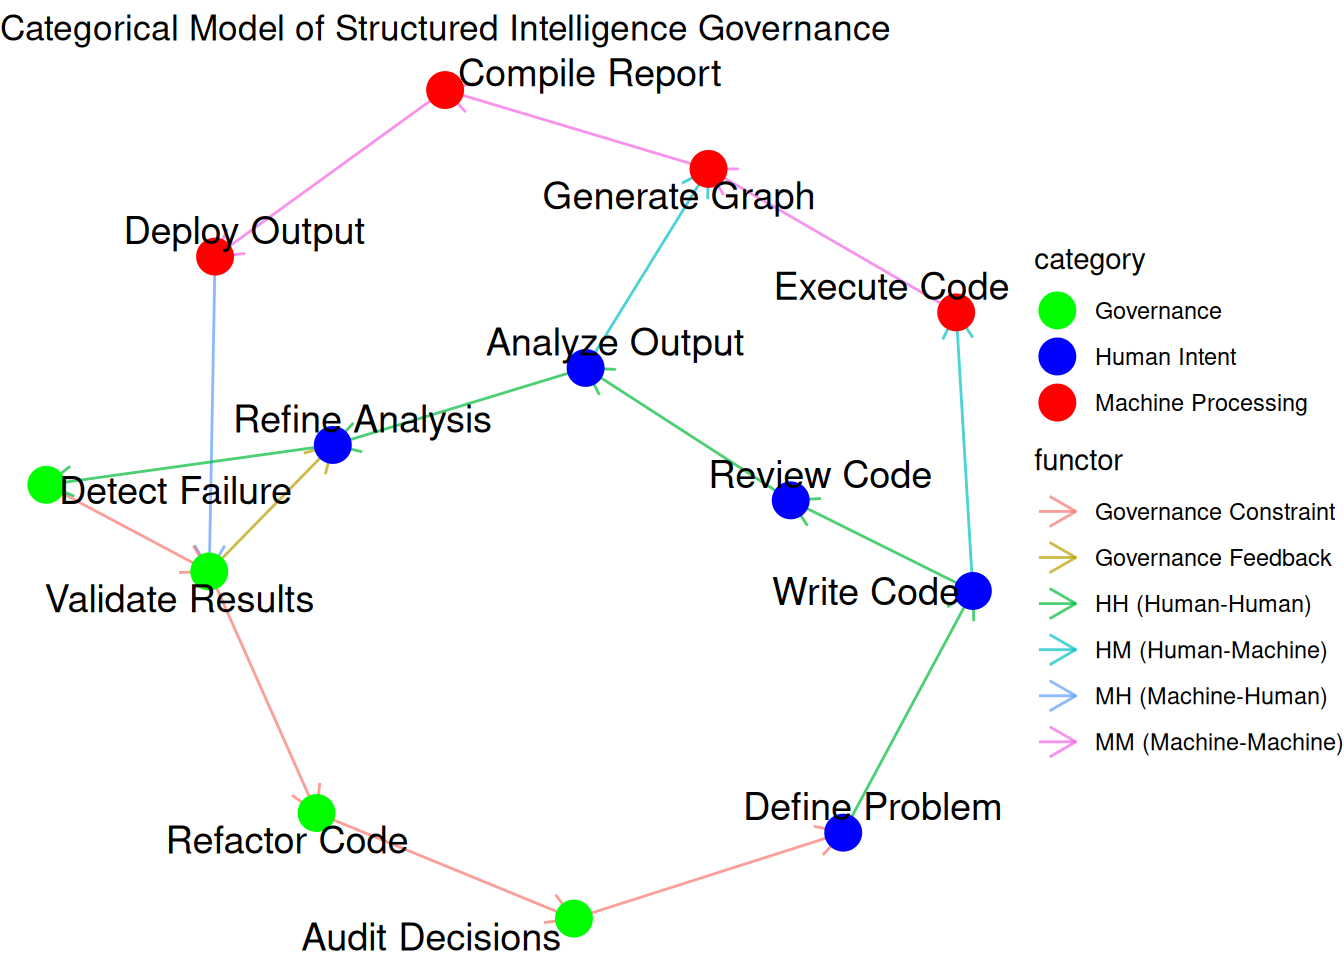 Categorical Model of Structured Intelligence Governance
Compile Report
Generate Graph
Deploy Output
Execute Code
Analyze Output
Refine Analysis
Review Code
Detect Failure
Validate Results
Write Code
Define Problem
Refactor Code
Audit Decisions
category
Governance
Human Intent
Machine Processing
functor
Governance Constraint
Governance Feedback
HH (Human-Human)
HM (Human-Machine)
MH (Machine-Human)
MM (Machine-Machine)